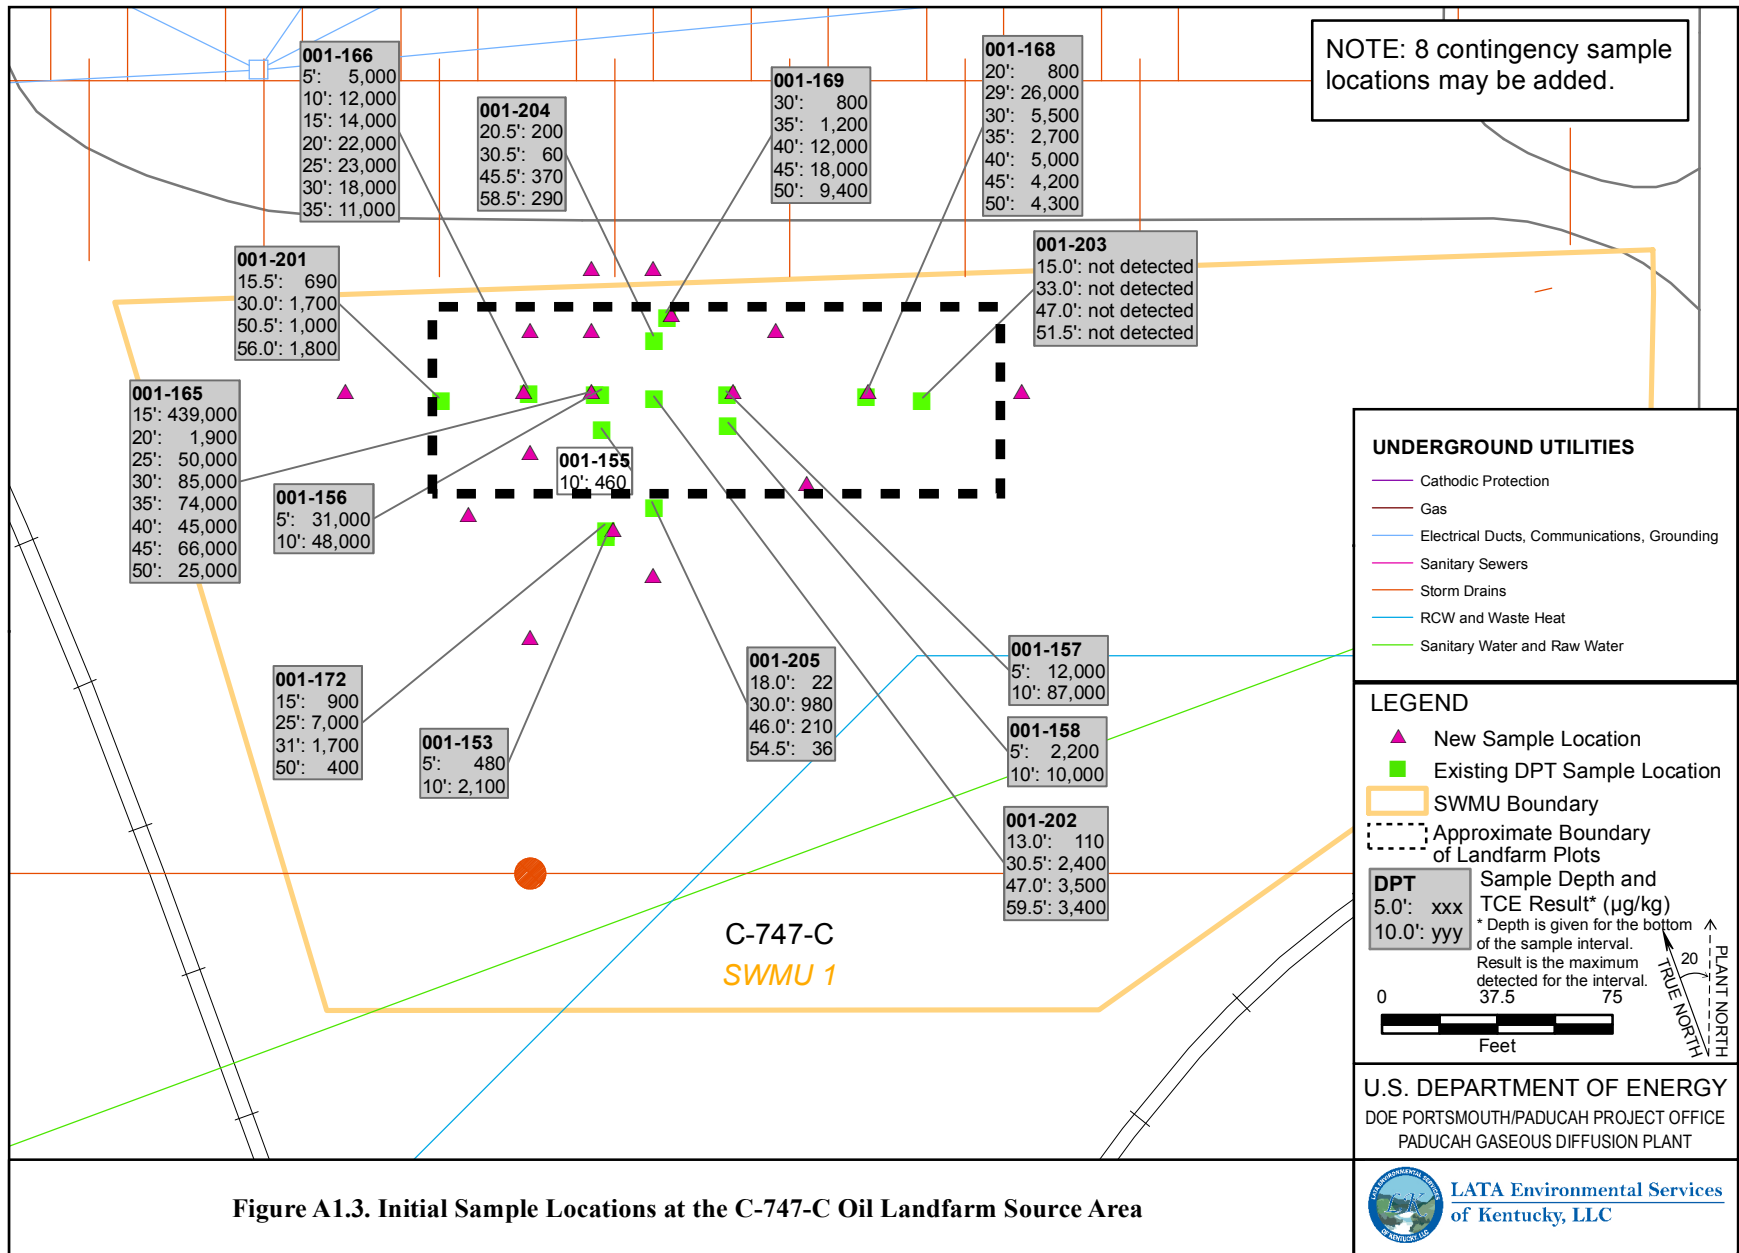 NOTE: 8 contingency sample
locations may be added.
001-166
5': 5,000
10': 12,000
15': 14,000
20': 22,000
25': 23,000
30': 18,000
35': 11,000
001-204
20.5': 200
30.5': 60
45.5': 370
58.5': 290
001-169
30': 800
35': 1,200
40': 12,000
45': 18,000
50': 9,400
001-168
20': 800
29': 26,000
30': 5,500
35': 2,700
40': 5,000
45': 4,200
50': 4,300
001-203
15.0': not detected
33.0': not detected
47.0': not detected
51.5': not detected
001-201
15.5': 690
30.0': 1,700
50.5': 1,000
56.0': 1,800
001-165
15': 439,000
20': 1,900
25': 50,000
30': 85,000
35': 74,000
40': 45,000
45': 66,000
50': 25,000
001-156
5': 31,000
10': 48,000
001-155
10': 460
001-172
15': 900
25': 7,000
31': 1,700
50': 400
001-153
5': 480
10': 2,100
001-205
18.0': 22
30.0': 980
46.0': 210
54.5': 36
001-157
5': 12,000
10': 87,000
001-158
5': 2,200
10': 10,000
001-202
13.0': 110
30.5': 2,400
47.0': 3,500
59.5': 3,400
C-747-C
SWMU 1
UNDERGROUND UTILITIES
Cathodic Protection
Gas
Electrical Ducts, Communications, Grounding
Sanitary Sewers
Storm Drains
RCW and Waste Heat
Sanitary Water and Raw Water
LEGEND
New Sample Location
Existing DPT Sample Location
SWMU Boundary
Approximate Boundary
of Landfarm Plots
DPT
5.0': xxx
10.0': yyy
Sample Depth and
TCE Result* (µg/kg)
* Depth is given for the bottom
of the sample interval.
Result is the maximum
detected for the interval.
0 37.5 75
Feet
20
TRUE NORTH
PLANT NORTH
U.S. DEPARTMENT OF ENERGY
DOE PORTSMOUTH/PADUCAH PROJECT OFFICE
PADUCAH GASEOUS DIFFUSION PLANT
LATA ENVIRONMENTAL SERVICES
OF KENTUCKY, LLC
LATA Environmental Services
of Kentucky, LLC
Figure A1.3. Initial Sample Locations at the C-747-C Oil Landfarm Source Area